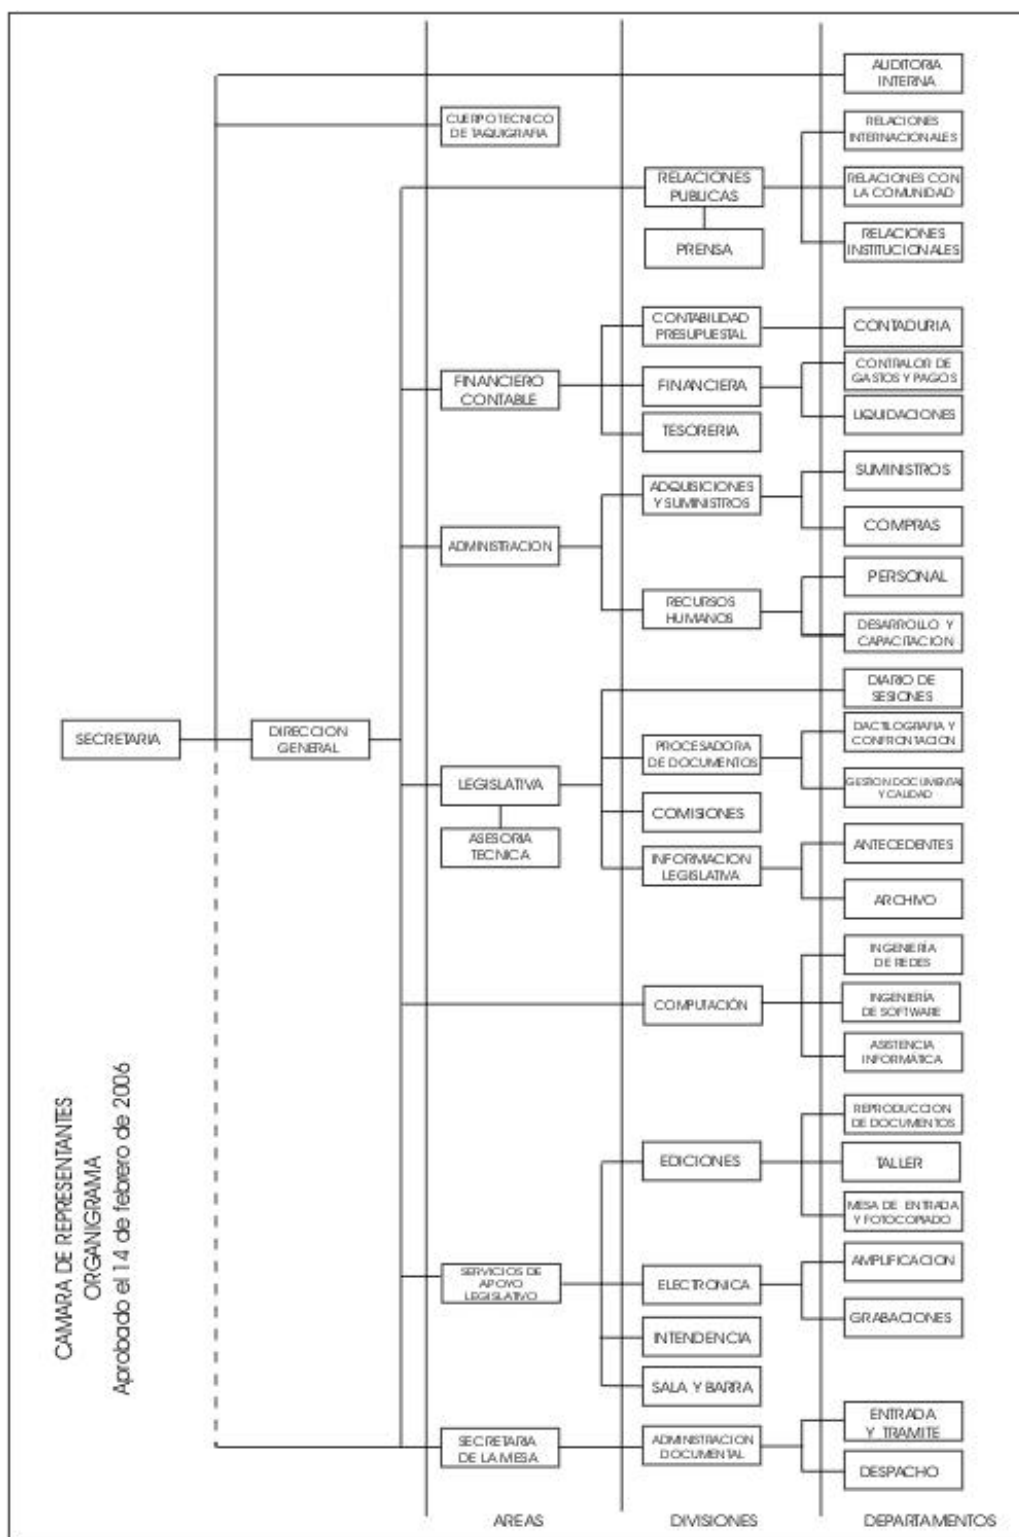 AUDITORIA
INTERNA
CUERPO TECNICO
DE TAQUIGRAFIA
RELACIONES
INTERNACIONALES
RELACIONES
PUBLICAS
RELACIONES CON
LA COMUNIDAD
PRENSA
RELACIONES
INSTITUCIONALES
CONTABILIDAD
PRESUPUESTAL
CONTADURIA
FINANCIERO
CONTABLE
FINANCIERA
CONTRALOR DE
GASTOS Y PAGOS
LIQUIDACIONES
TESORERIA
ADQUISICIONES
Y SUMINISTROS
SUMINISTROS
COMPRAS
ADMINISTRACION
RECURSOS
HUMANOS
PERSONAL
DESARROLLO Y
CAPACITACION
DIARIO DE
SESIONES
SECRETARIA
DIRECCION
GENERAL
PROCESADORA
DE DOCUMENTOS
DACTILOGRAFIA Y
CONFRONTACION
GESTION DOCUMENTAL
Y CALIDAD
LEGISLATIVA
COMISIONES
ASESORIA
TECNICA
INFORMACION
LEGISLATIVA
ANTECEDENTES
ARCHIVO
COMPUTACIÓN
INGENIERÍA
DE REDES
INGENIERÍA
DE SOFTWARE
ASISTENCIA
INFORMÁTICA
CAMARA DE REPRESENTANTES
ORGANIGRAMA
Aprobado el 14 de febrero de 2006
EDICIONES
REPRODUCCION
DE DOCUMENTOS
TALLER
MESA DE ENTRADA
Y FOTOCOPIADO
SERVICIOS DE
APOYO
LEGISLATIVO
ELECTRONICA
AMPLIFICACION
GRABACIONES
INTENDENCIA
SALA Y BARRA
SECRETARIA
DE LA MESA
ADMINISTRACION
DOCUMENTAL
ENTRADA
Y TRAMITE
DESPACHO
AREAS
DIVISIONES
DEPARTAMENTOS